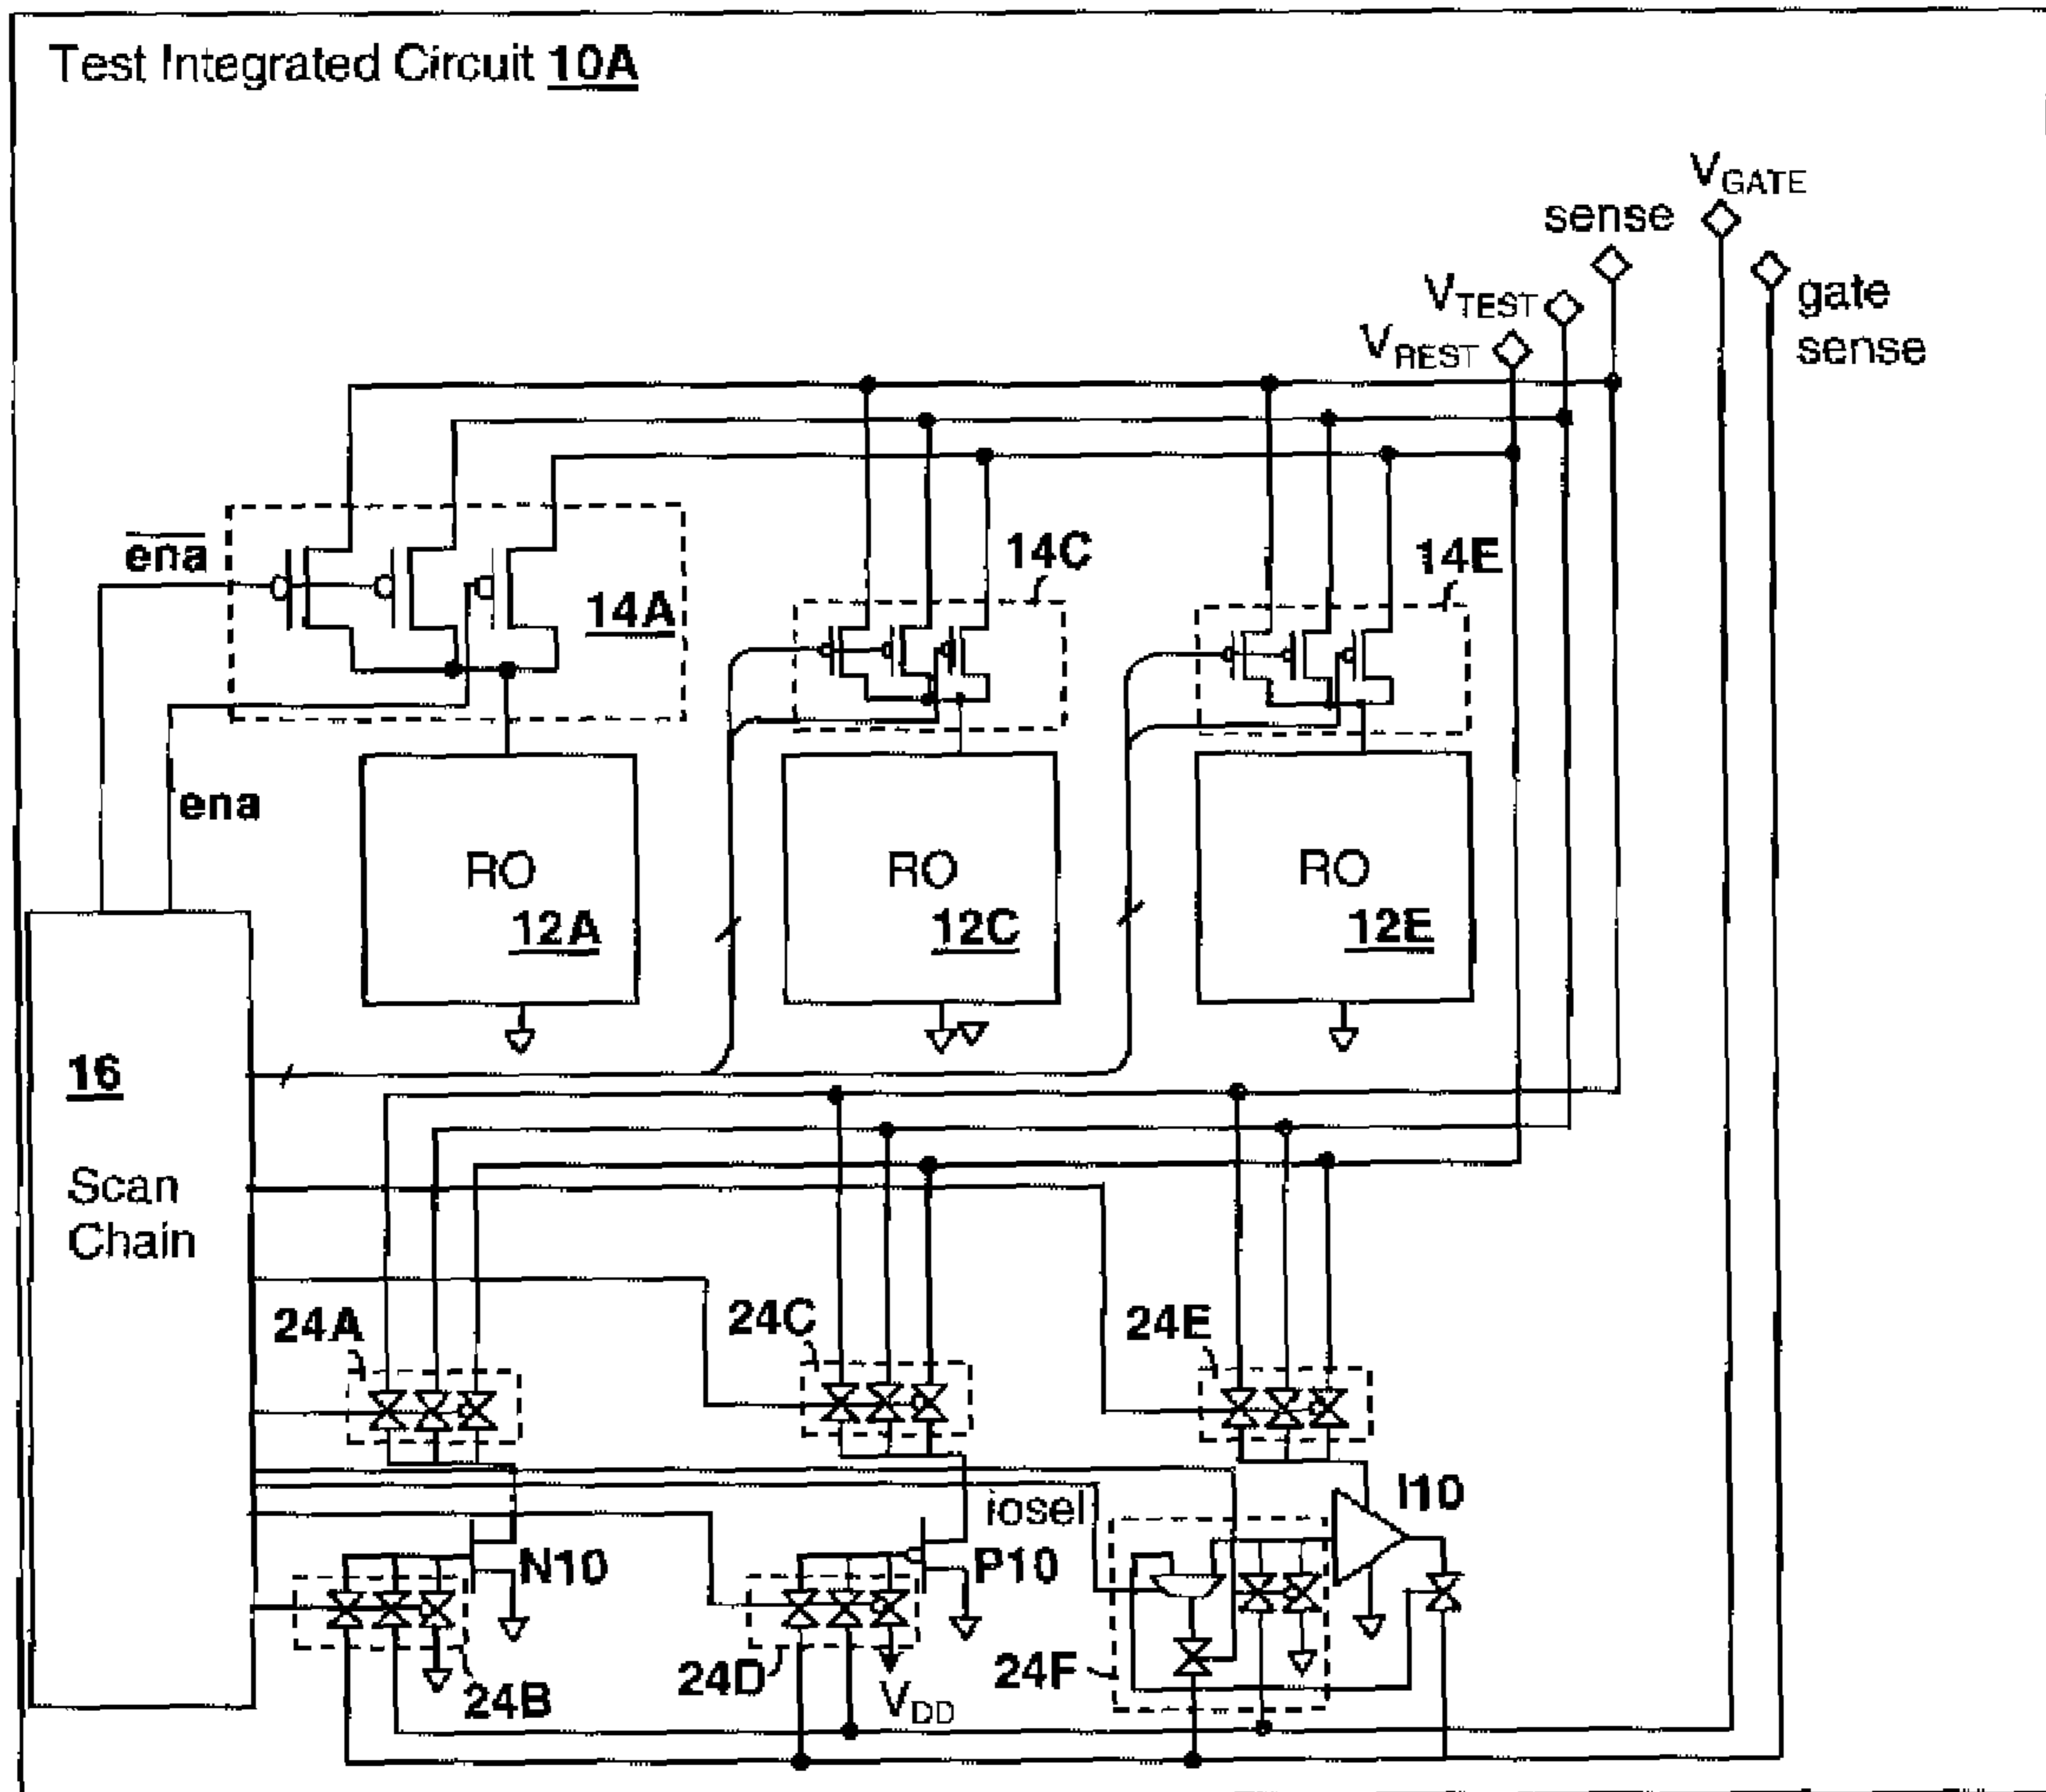 Test Integrated Circuit 10A
VGATE
sense
VTEST
gate
sense
VREST
ena
14A
14C
14E
ena
RO
12A
RO
12C
RO
12E
16
Scan
Chain
24A
24C
24E
iosel
I10
N10
P10
24B
24D
VDD
24F